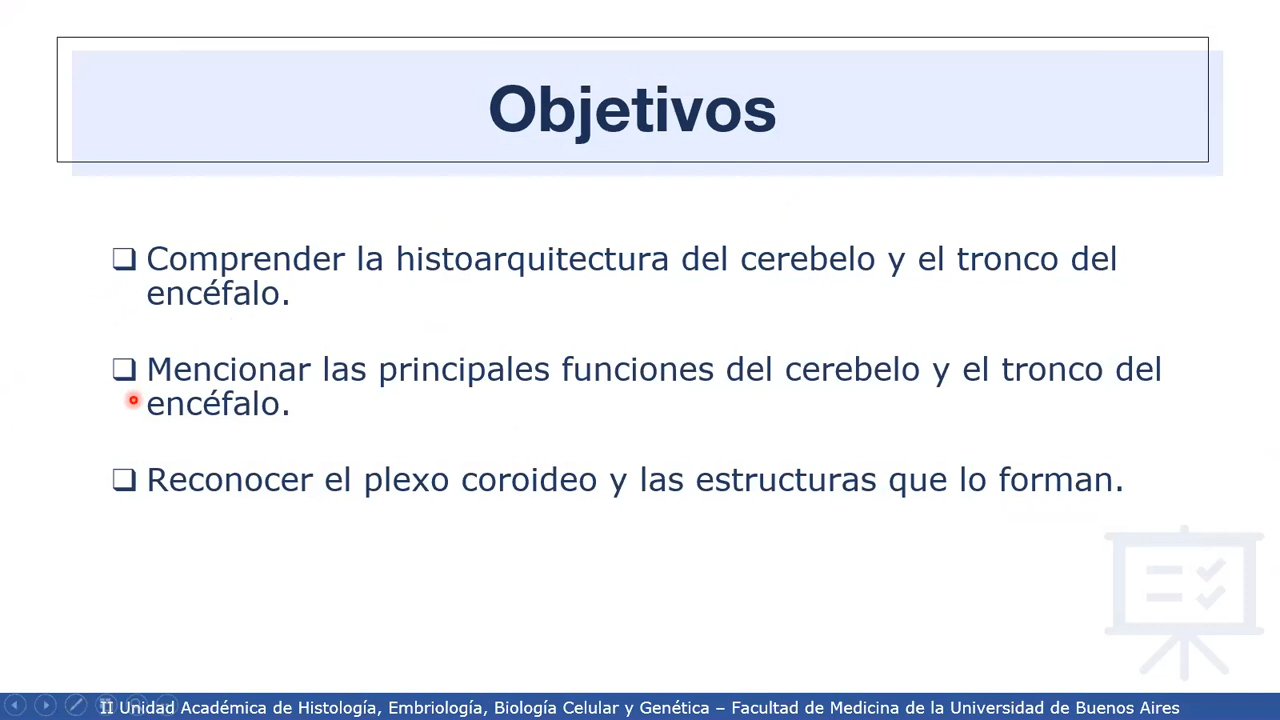 Objetivos
❑ Comprender la histoarquitectura del cerebelo y el tronco del
encéfalo.
❑ Mencionar las principales funciones del cerebelo y el tronco del
encéfalo.
❑ Reconocer el plexo coroideo y las estructuras que lo forman.
II Unidad Académica de Histología, Embriología, Biología Celular y Genética – Facultad de Medicina de la Universidad de Buenos Aires